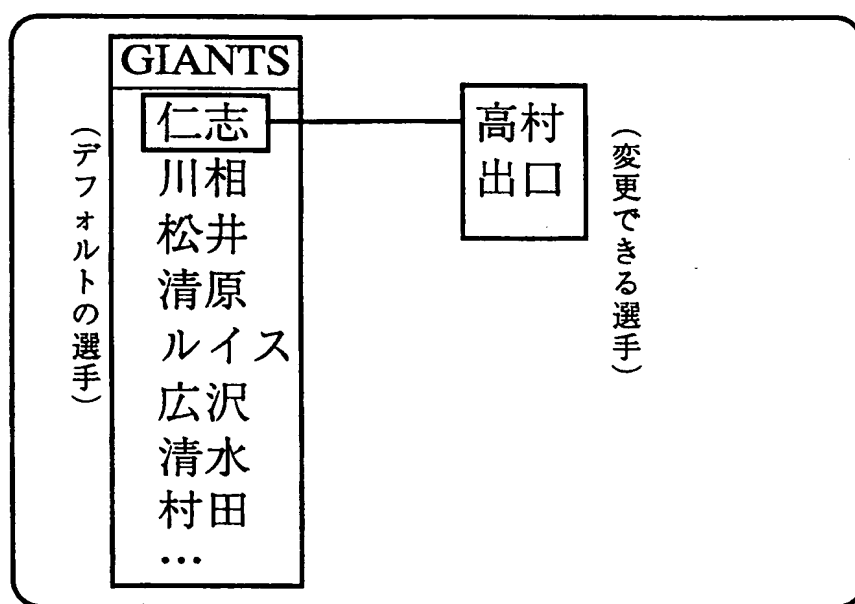 GIANTS
仁志
川相
松井
清原
ルイス
広沢
清水
村田
…
(デフォルトの選手)
高村
出口
(変更できる選手)